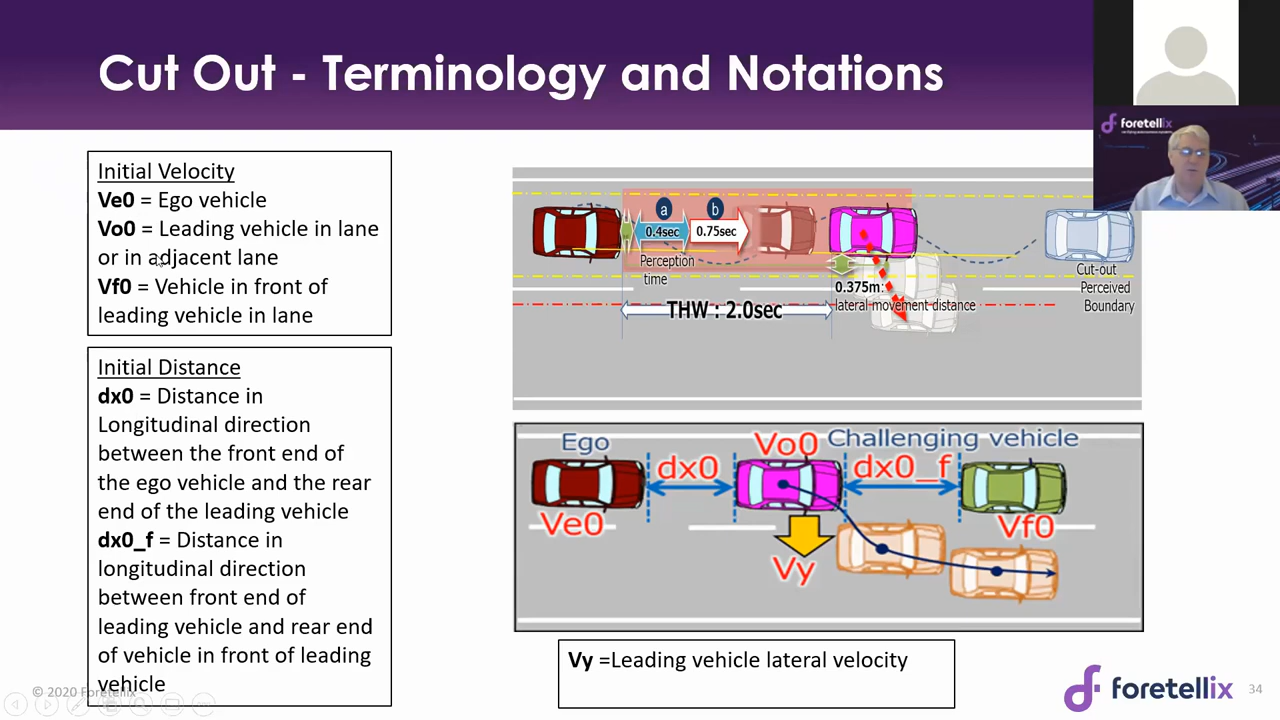 Cut Out - Terminology and Notations
foretellix
Initial Velocity
Ve0 = Ego vehicle
Vo0 = Leading vehicle in lane
or in adjacent lane
Vf0 = Vehicle in front of
leading vehicle in lane
Initial Distance
dx0 = Distance in
Longitudinal direction
between the front end of
the ego vehicle and the rear
end of the leading vehicle
dx0_f = Distance in
longitudinal direction
between front end of
leading vehicle and rear end
of vehicle in front of leading
vehicle
a
b
0.4sec
0.75sec
Perception
time
THW : 2.0sec
0.375m:
lateral movement distance
Cut-out
Perceived
Boundary
Ego
Vo0
Challenging vehicle
dx0
dx0_f
Ve0
Vf0
Vy
Vy =Leading vehicle lateral velocity
© 2020 Foretellix
foretellix
34